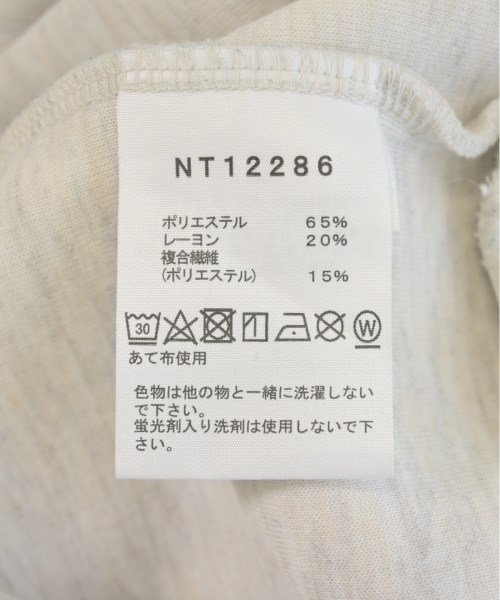 NT12286
ポリエステル 65%
レーヨン 20%
複合繊維
(ポリエステル) 15%
30 W
あて布使用
色物は他の物と一緒に洗濯しない
で下さい。
蛍光剤入り洗剤は使用しないで下
さい。